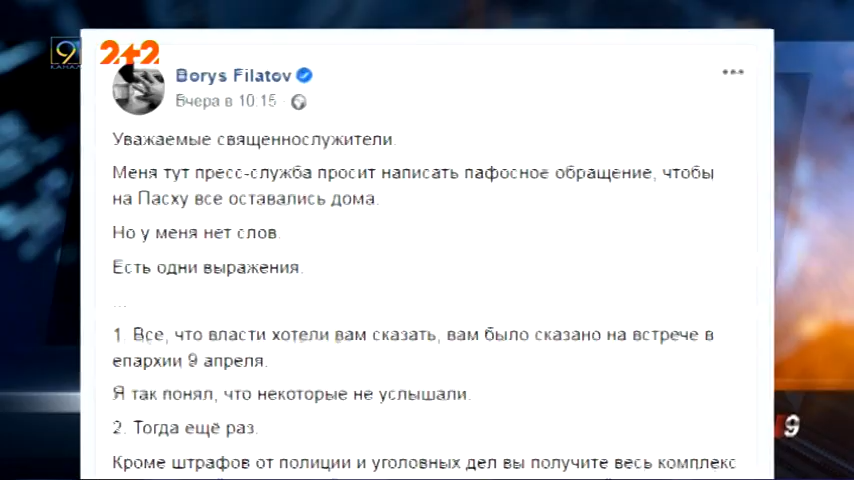 9 2+2
КАНАЛ
Borys Filatov
Вчера в 10:15 ·
Уважаемые священнослужители.
Меня тут пресс-служба просит написать пафосное обращение, чтобы
на Пасху все оставались дома.
Но у меня нет слов.
Есть одни выражения.
...
1. Все, что власти хотели вам сказать, вам было сказано на встрече в
епархии 9 апреля.
Я так понял, что некоторые не услышали.
2. Тогда ещё раз.
9
Кроме штрафов от полиции и уголовных дел вы получите весь комплекс